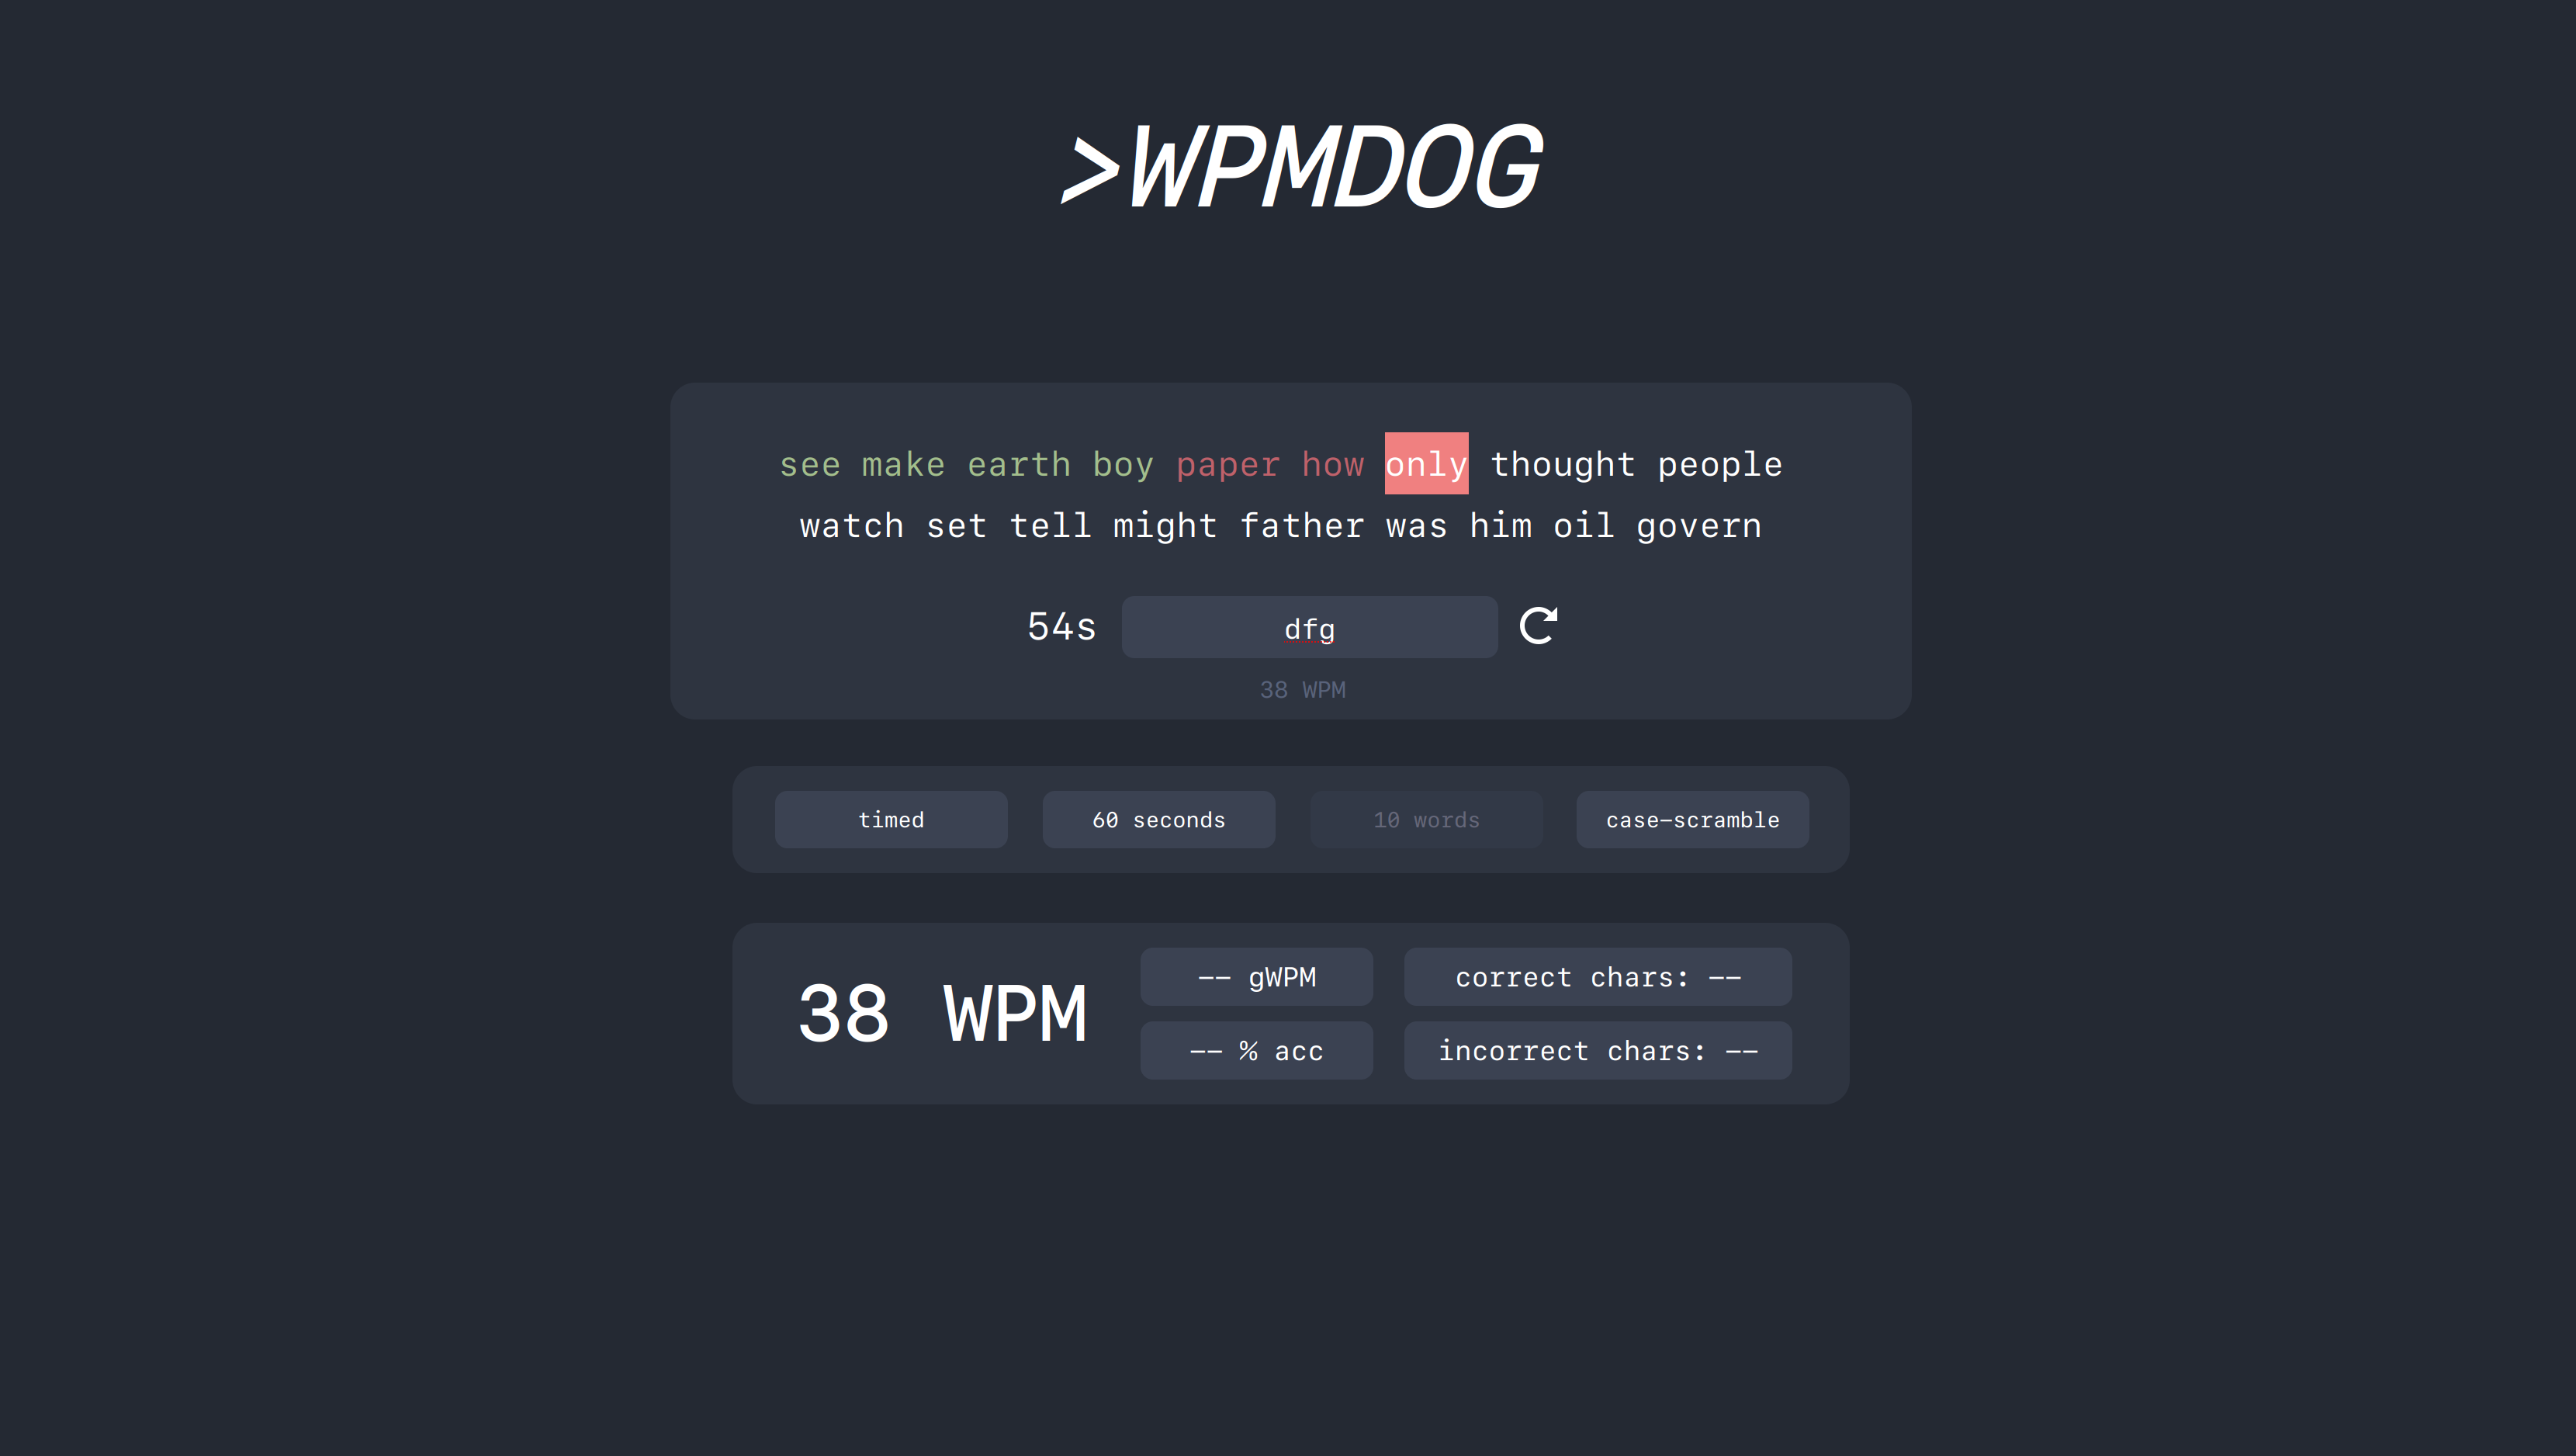 >WPMDOG
see make earth boy paper how only thought people
watch set tell might father was him oil govern
54s dfg
38 WPM
timed 60 seconds 10 words case-scramble
38 WPM
-- gWPM correct chars: --
-- % acc incorrect chars: --